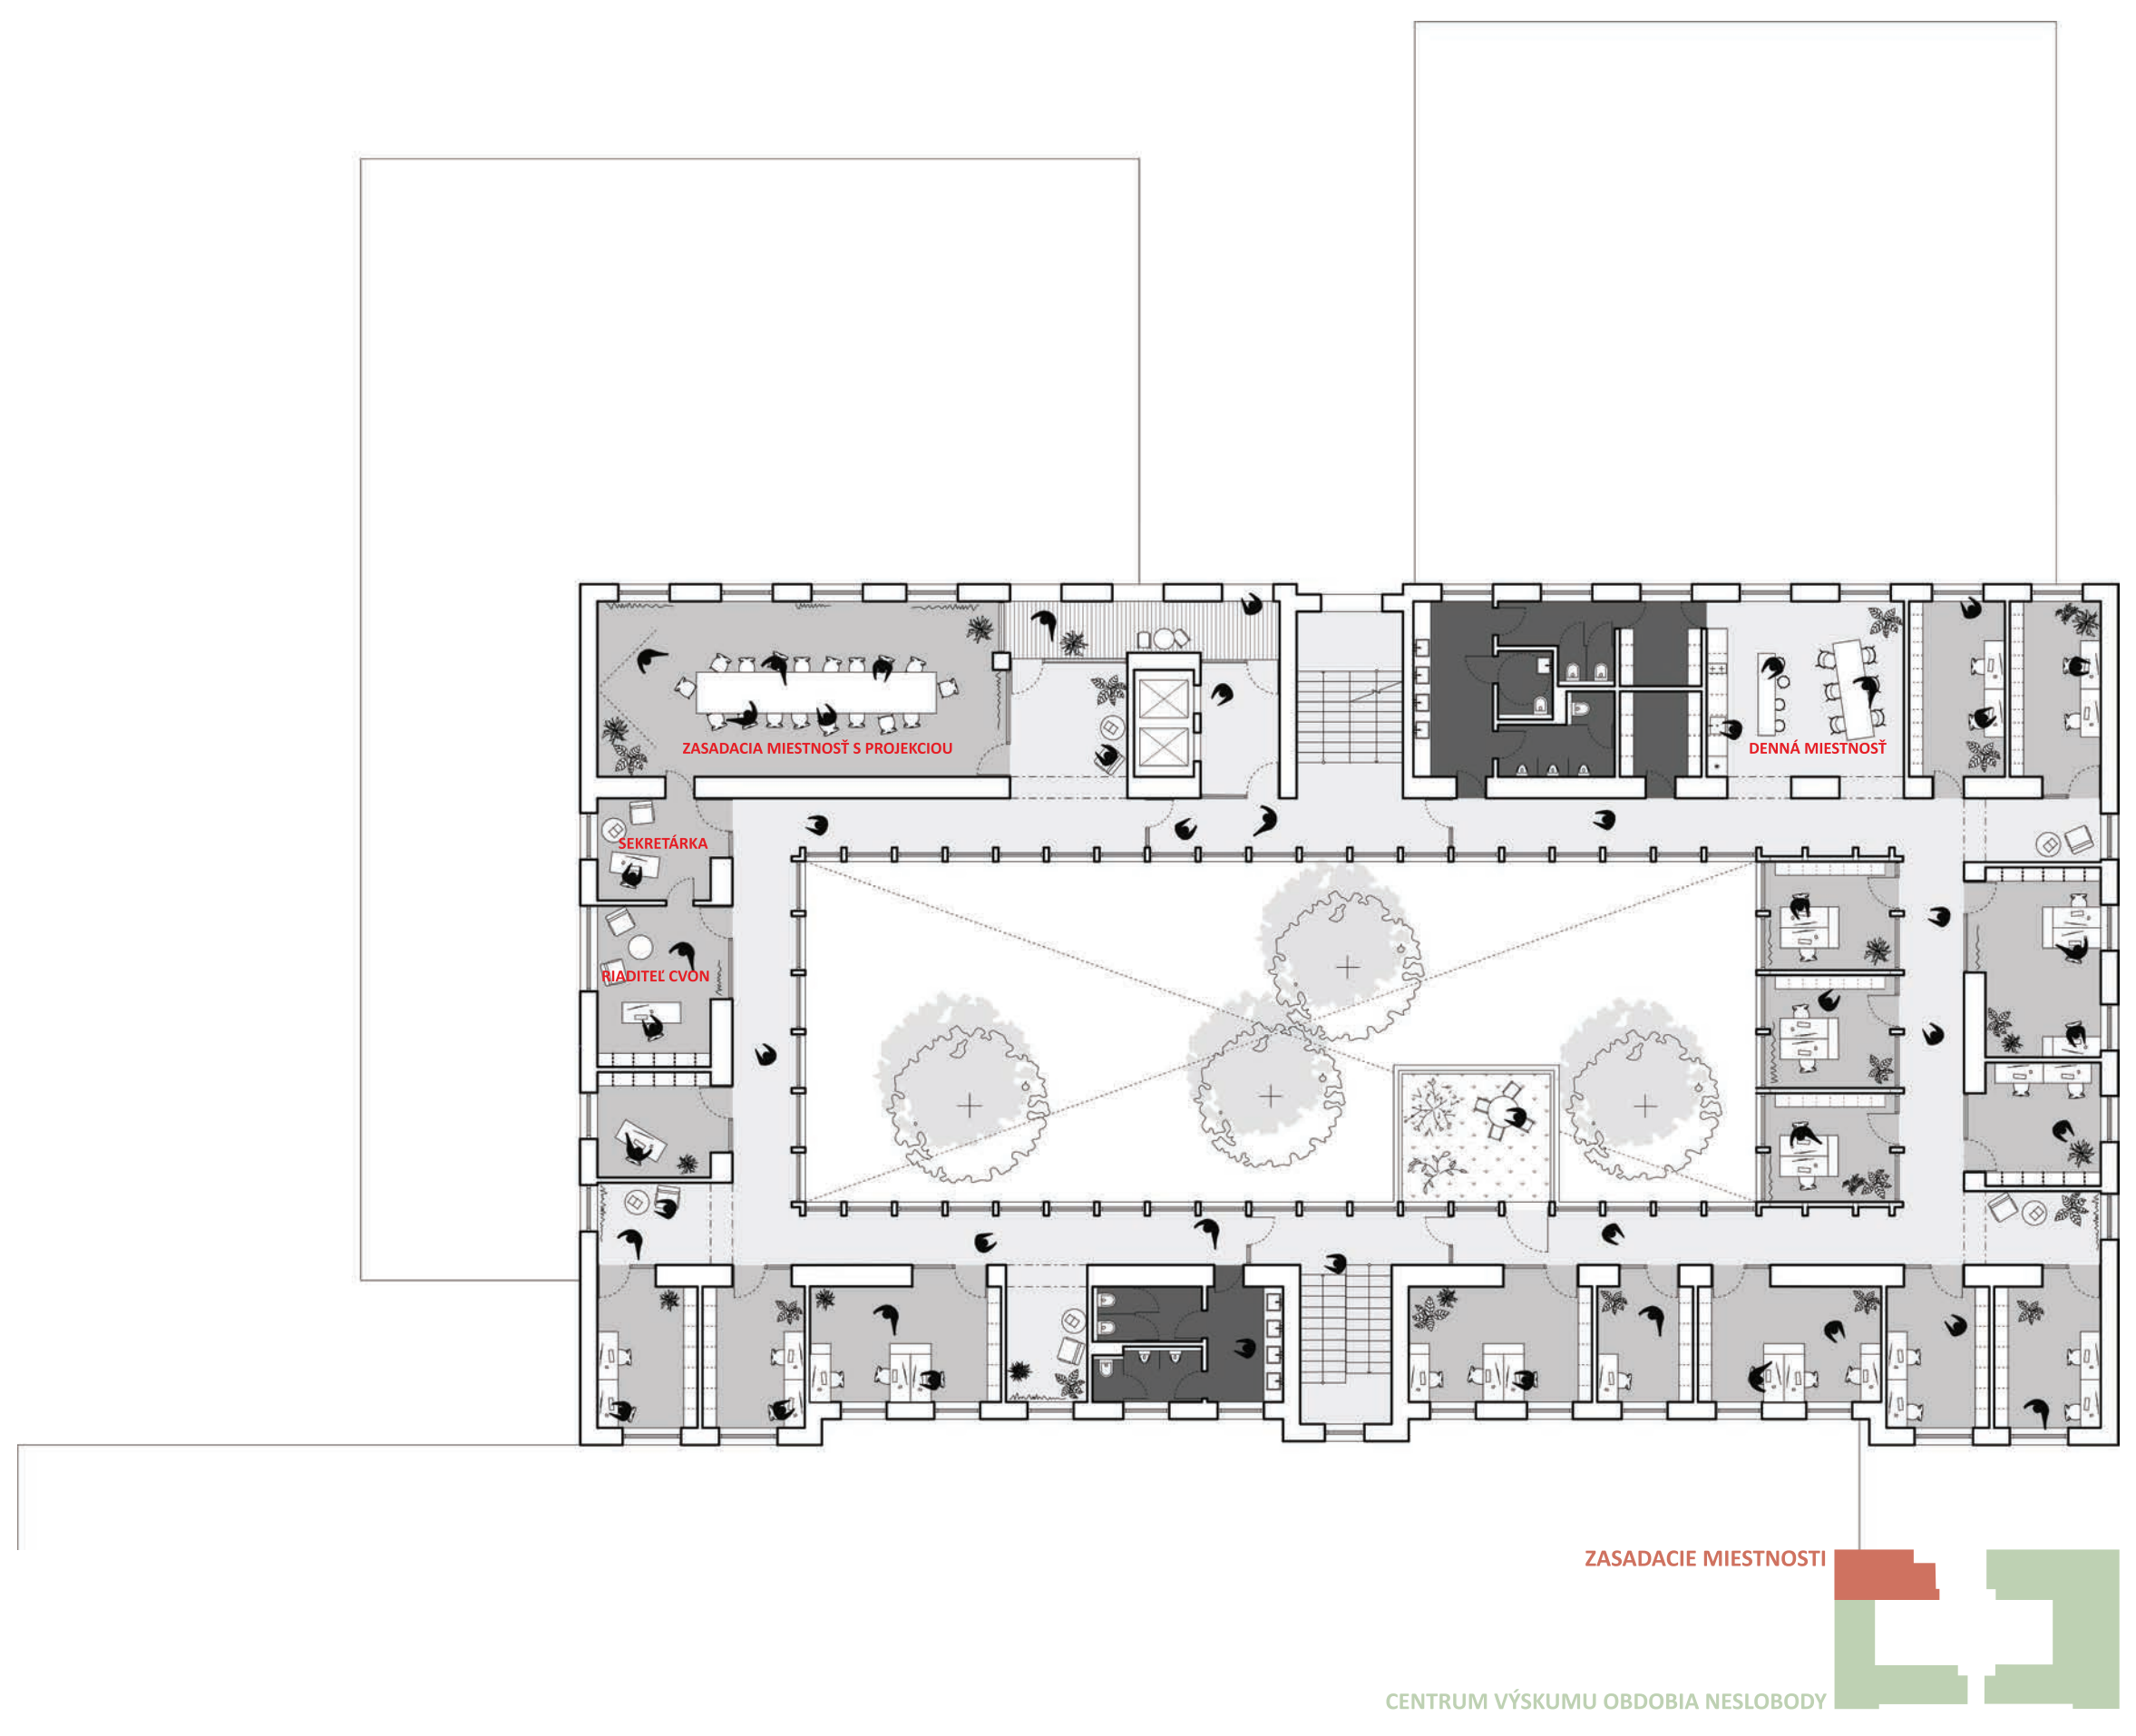 ZASADACIA MIESTNOSŤ S PROJEKCIOU
DENNÁ MIESTNOSŤ
SEKRETÁRKA
RIADITEĽ CVON
ZASADACIE MIESTNOSTI
CENTRUM VÝSKUMU OBDOBIA NESLOBODY